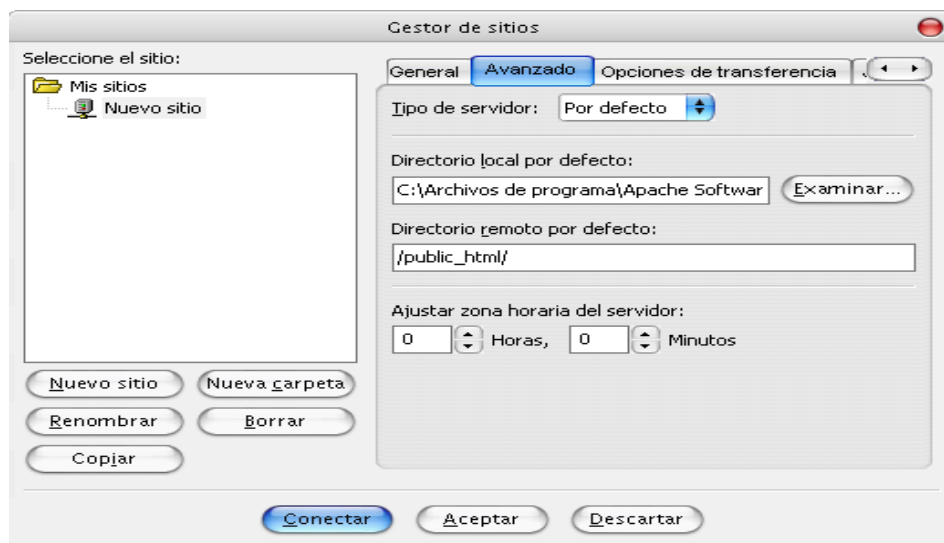 Gestor de sitios
Seleccione el sitio:
Mis sitios
Nuevo sitio
Nuevo sitio
Nueva carpeta
Renombrar
Borrar
Copiar
General
Avanzado
Opciones de transferencia
Tipo de servidor:
Por defecto
Directorio local por defecto:
C:\Archivos de programa\Apache Softwar
Examinar...
Directorio remoto por defecto:
/public_html/
Ajustar zona horaria del servidor:
0 Horas, 0 Minutos
Conectar
Aceptar
Descartar